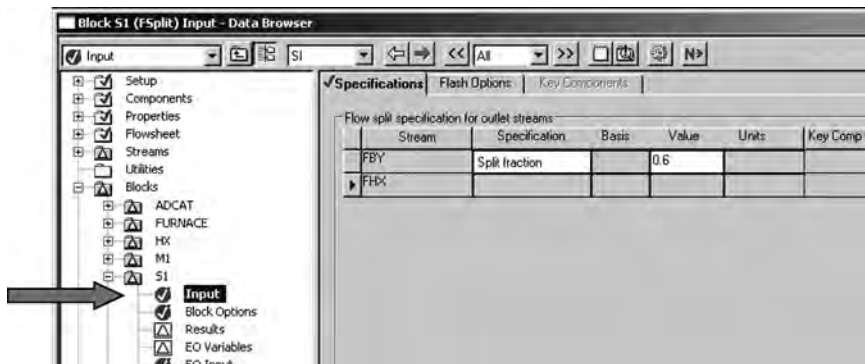 Block S1 (FSplit) Input - Data Browser
Input SI << All >> N>
Setup
Components
Properties
Flowsheet
Streams
Utilities
Blocks
ADCAT
FURNACE
HX
M1
S1
Input
Block Options
Results
EO Variables
EO Input
Specifications Flash Options Key Components
Flow split specification for outlet streams
Stream Specification Basis Value Units Key Comp
FBY Split fraction 0.6
FHX